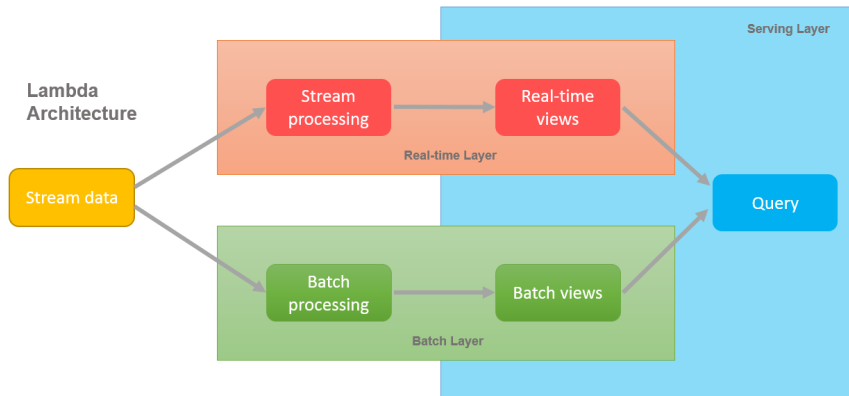 Serving Layer
Lambda
Architecture
Stream
processing
Real-time
views
Real-time Layer
Stream data
Query
Batch
processing
Batch views
Batch Layer